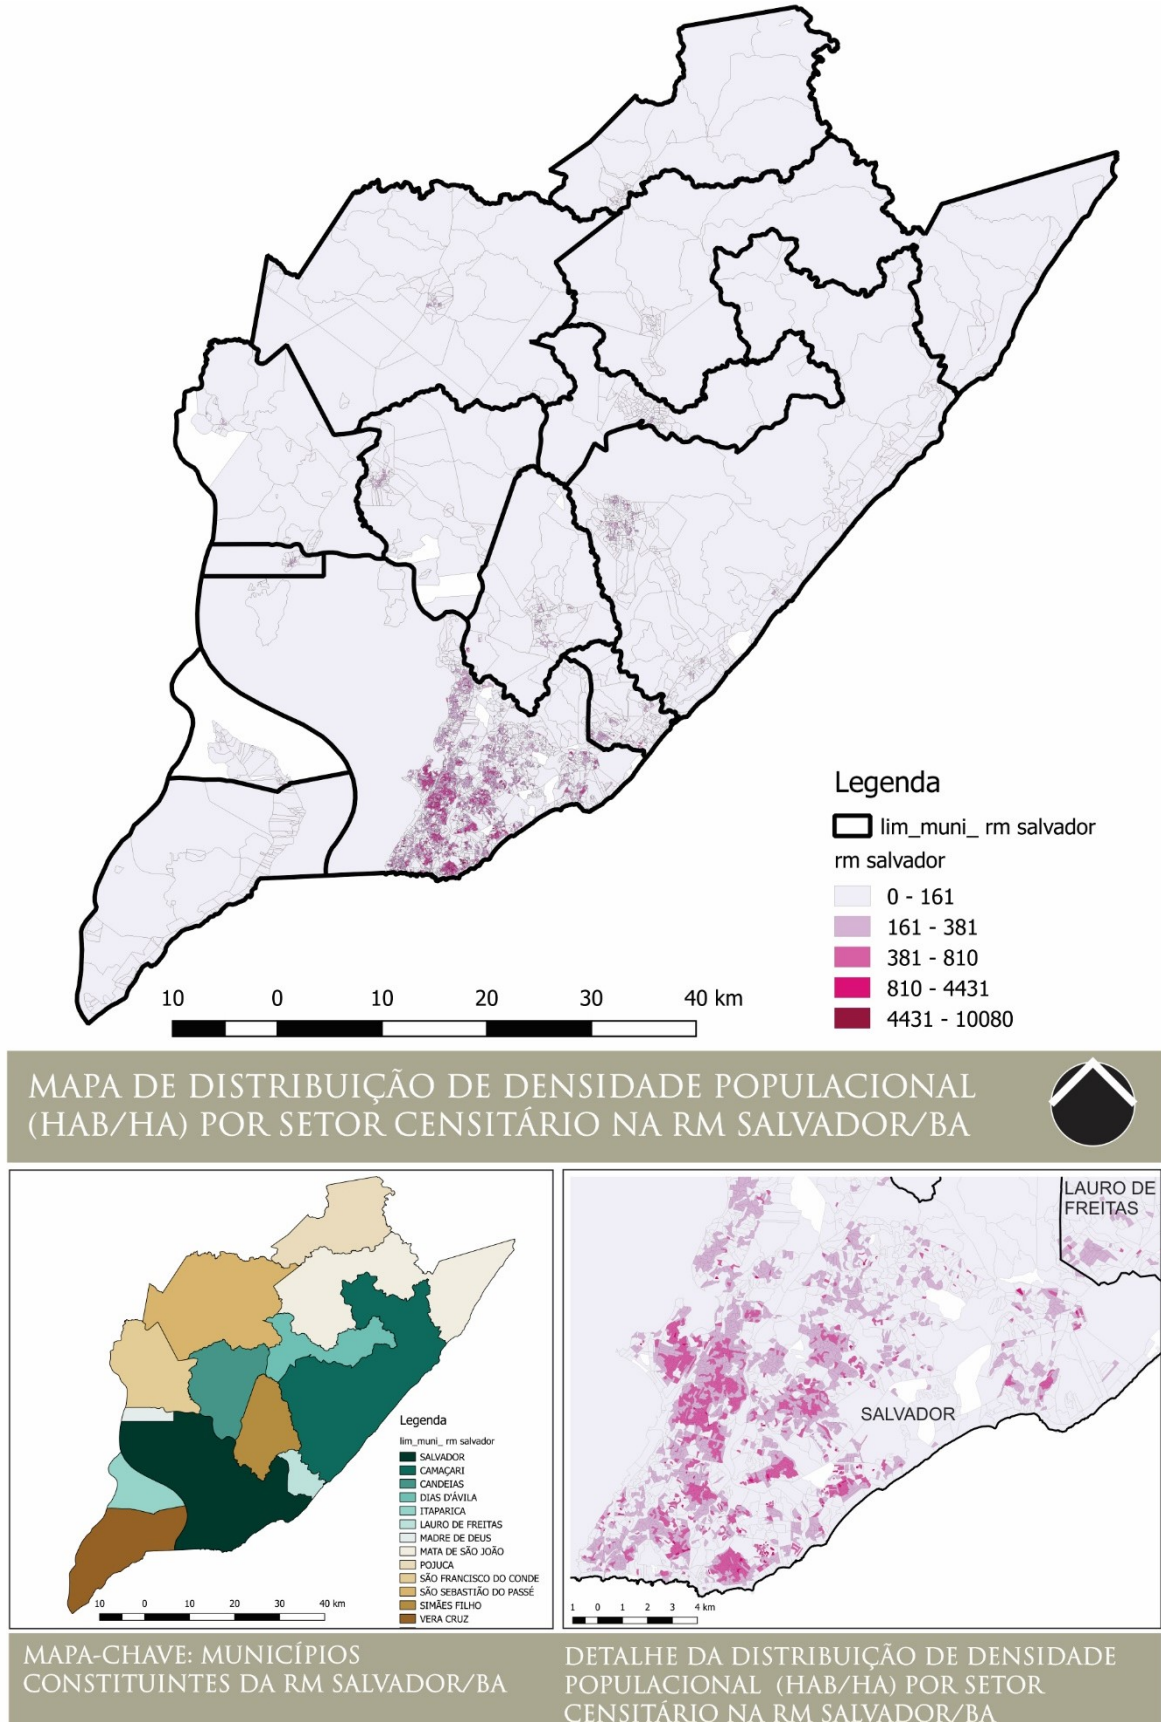 Legenda
lim_muni_ rm salvador
rm salvador
0 - 161
161 - 381
381 - 810
810 - 4431
4431 - 10080
10 0 10 20 30 40 km
MAPA DE DISTRIBUIÇÃO DE DENSIDADE POPULACIONAL
(HAB/HA) POR SETOR CENSITÁRIO NA RM SALVADOR/BA
Legenda
lim_muni_ rm salvador
SALVADOR
CAMAÇARI
CANDEIAS
DIAS D'ÁVILA
ITAPARICA
LAURO DE FREITAS
MADRE DE DEUS
MATA DE SÃO JOÃO
POJUCA
SÃO FRANCISCO DO CONDE
SÃO SEBASTIÃO DO PASSÉ
SIMÃES FILHO
VERA CRUZ
10 0 10 20 30 40 km
LAURO DE
FREITAS
SALVADOR
1 0 1 2 3 4 km
MAPA-CHAVE: MUNICÍPIOS
CONSTITUINTES DA RM SALVADOR/BA
DETALHE DA DISTRIBUIÇÃO DE DENSIDADE
POPULACIONAL (HAB/HA) POR SETOR
CENSITÁRIO NA RM SALVADOR/BA